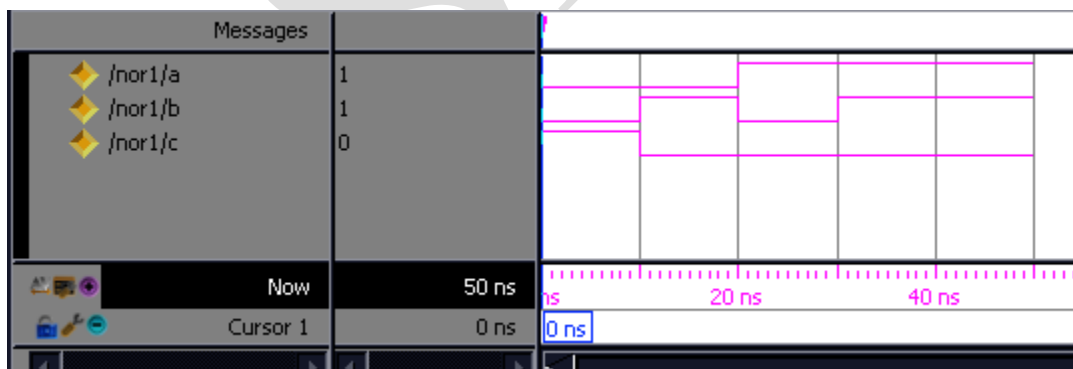 Messages
/nor1/a 1
/nor1/b 1
/nor1/c 0
Now 50 ns ns 20 ns 40 ns
Cursor 1 0 ns 0 ns